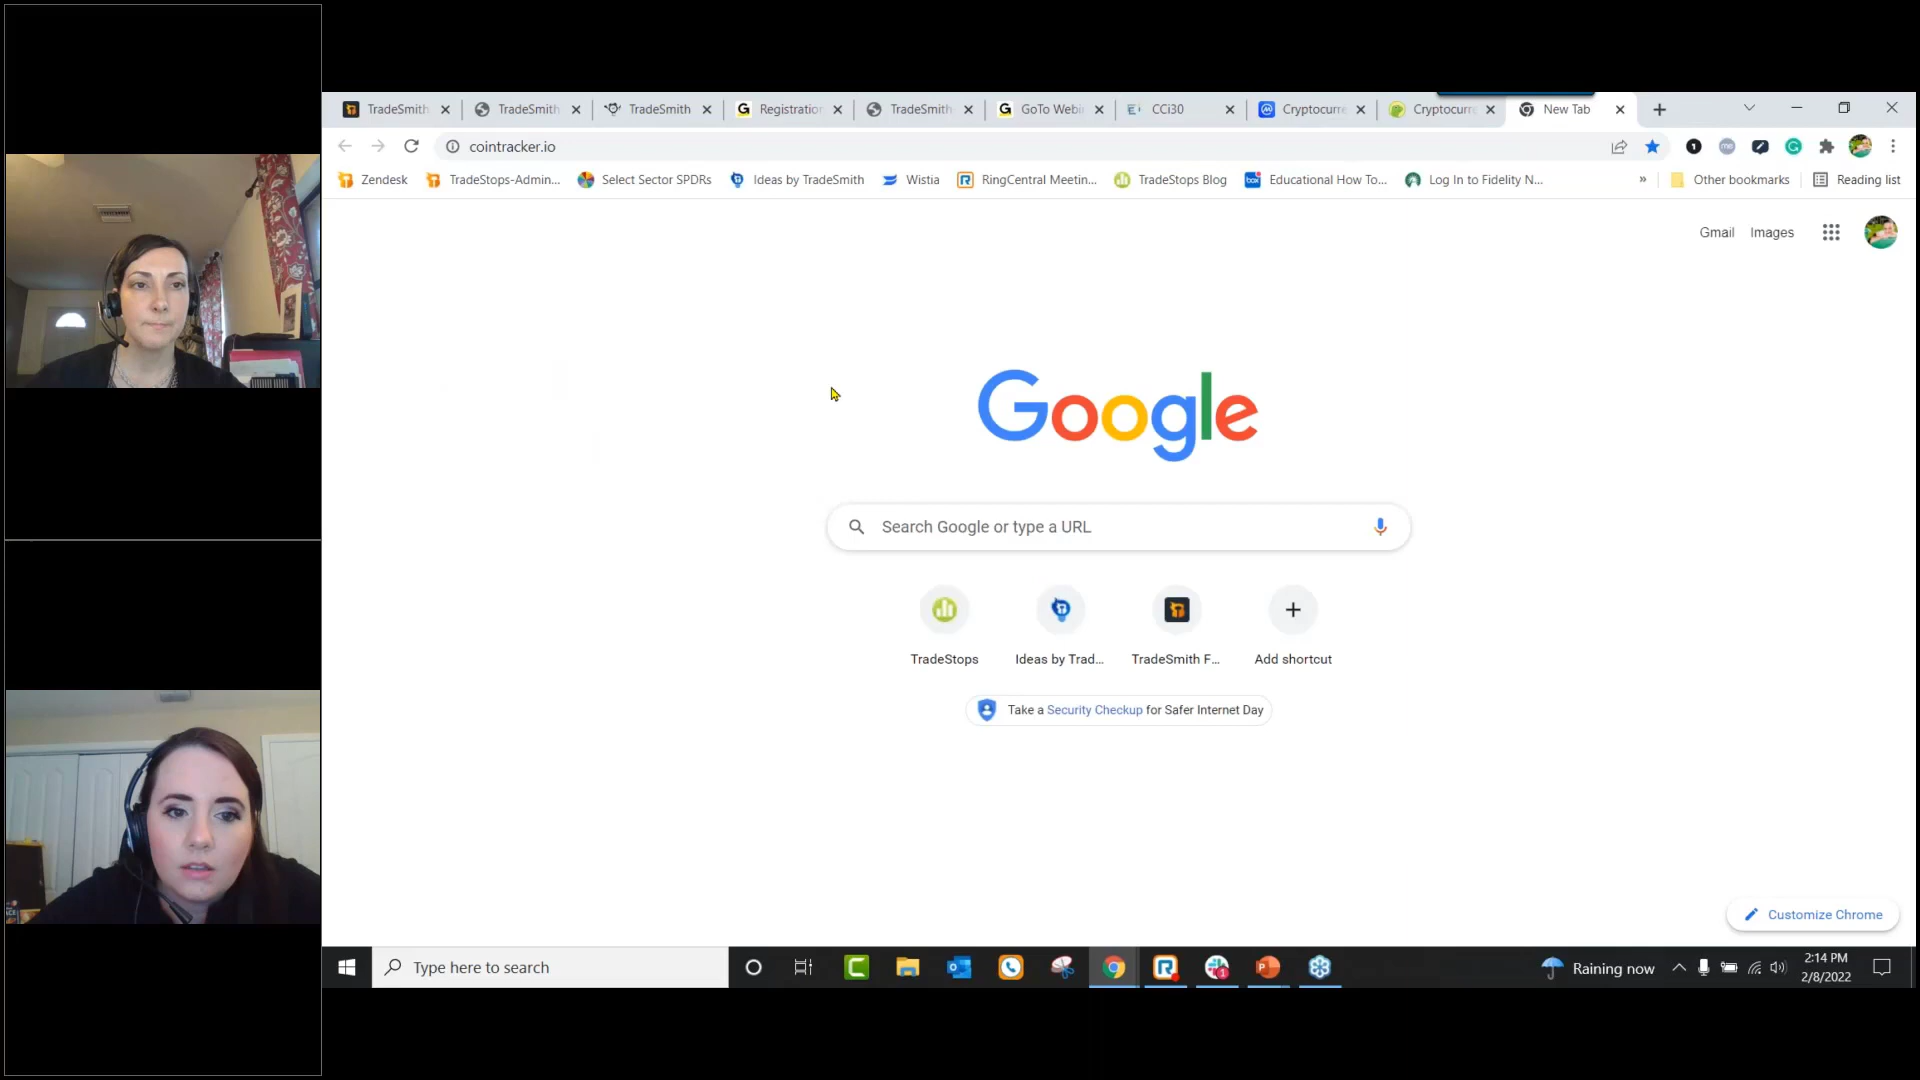 TradeSmith
TradeSmith
TradeSmith
Registration
TradeSmith
GoTo Webi
CCi30
Cryptocurre
Cryptocurre
New Tab
cointracker.io
Zendesk
TradeStops-Admin...
Select Sector SPDRs
Ideas by TradeSmith
Wistia
RingCentral Meetin...
TradeStops Blog
Educational How To...
Log In to Fidelity N...
»
Other bookmarks
Reading list
Gmail
Images
Google
Search Google or type a URL
TradeStops
Ideas by Trad...
TradeSmith F...
Add shortcut
Take a Security Checkup for Safer Internet Day
Customize Chrome
Type here to search
Raining now
2:14 PM
2/8/2022